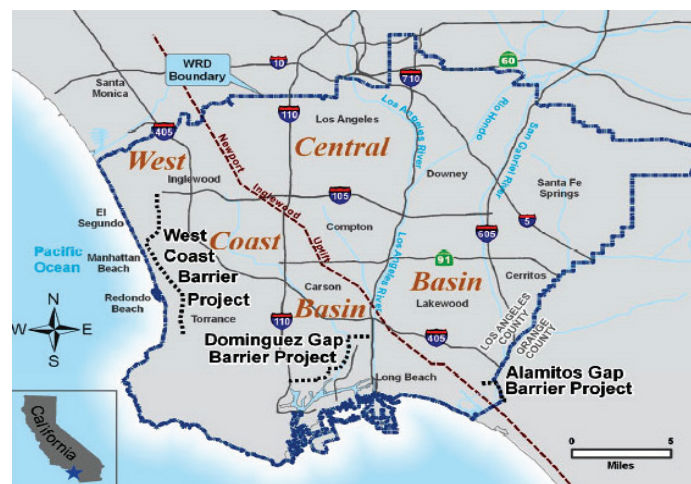 WRD
Boundary
10
710
60
Santa
Monica
405
110
Los Angeles
Los Angeles River
Rio Hondo
San Gabriel River
West
Central
Newport
Inglewood
Uplift
Inglewood
Downey
Santa Fe
Springs
105
5
El
Segundo
West
Coast
Barrier
Project
Coast
Compton
605
Los Angeles River
Pacific
Ocean
Manhattan
Beach
91
Basin
Cerritos
Carson
Basin
Lakewood
Redondo
Beach
Torrance
110
405
LOS ANGELES
COUNTY
ORANGE
COUNTY
N
W
E
S
Dominguez Gap
Barrier Project
Long Beach
Alamitos Gap
Barrier Project
California
0
5
Miles